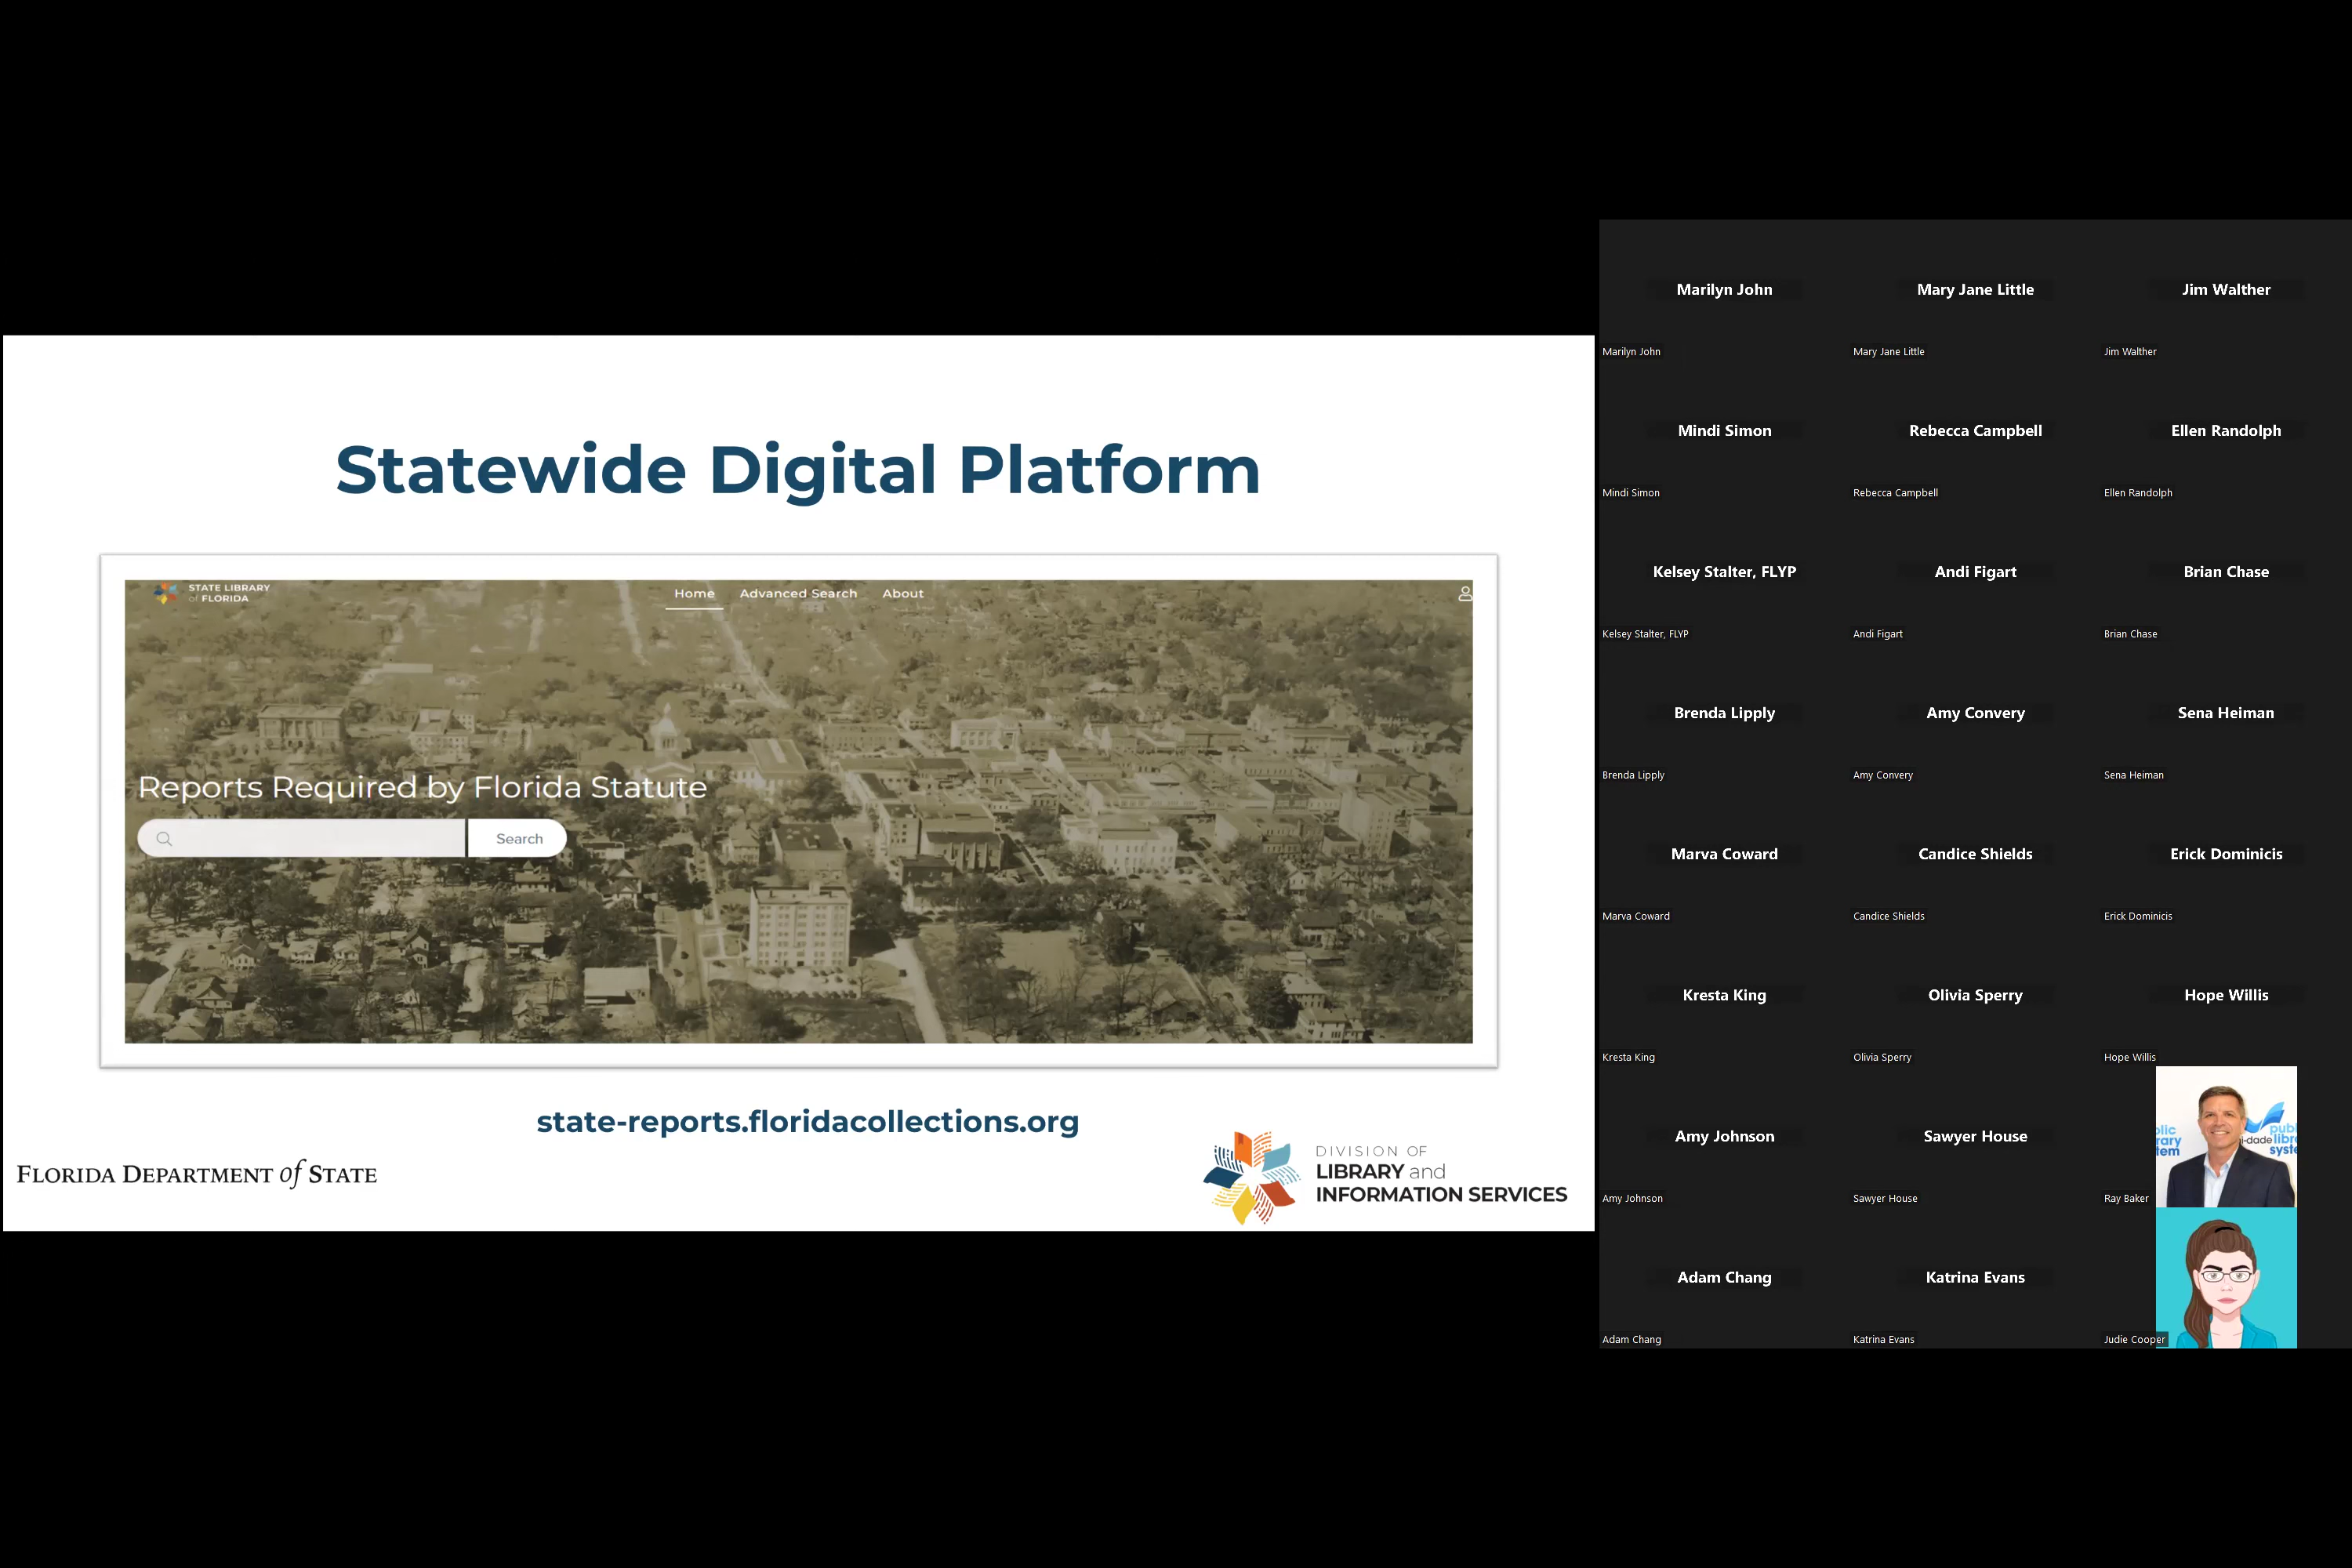 Statewide Digital Platform
STATE LIBRARY
of FLORIDA
Home Advanced Search About
Reports Required by Florida Statute
Search
state-reports.floridacollections.org
FLORIDA DEPARTMENT of STATE
DIVISION OF
LIBRARY and
INFORMATION SERVICES
Marilyn John Mary Jane Little Jim Walther
Marilyn John Mary Jane Little Jim Walther
Mindi Simon Rebecca Campbell Ellen Randolph
Mindi Simon Rebecca Campbell Ellen Randolph
Kelsey Stalter, FLYP Andi Figart Brian Chase
Kelsey Stalter, FLYP Andi Figart Brian Chase
Brenda Lipply Amy Convery Sena Heiman
Brenda Lipply Amy Convery Sena Heiman
Marva Coward Candice Shields Erick Dominicis
Marva Coward Candice Shields Erick Dominicis
Kresta King Olivia Sperry Hope Willis
Kresta King Olivia Sperry Hope Willis
Amy Johnson Sawyer House
Amy Johnson Sawyer House Ray Baker
Adam Chang Katrina Evans
Adam Chang Katrina Evans Judie Cooper